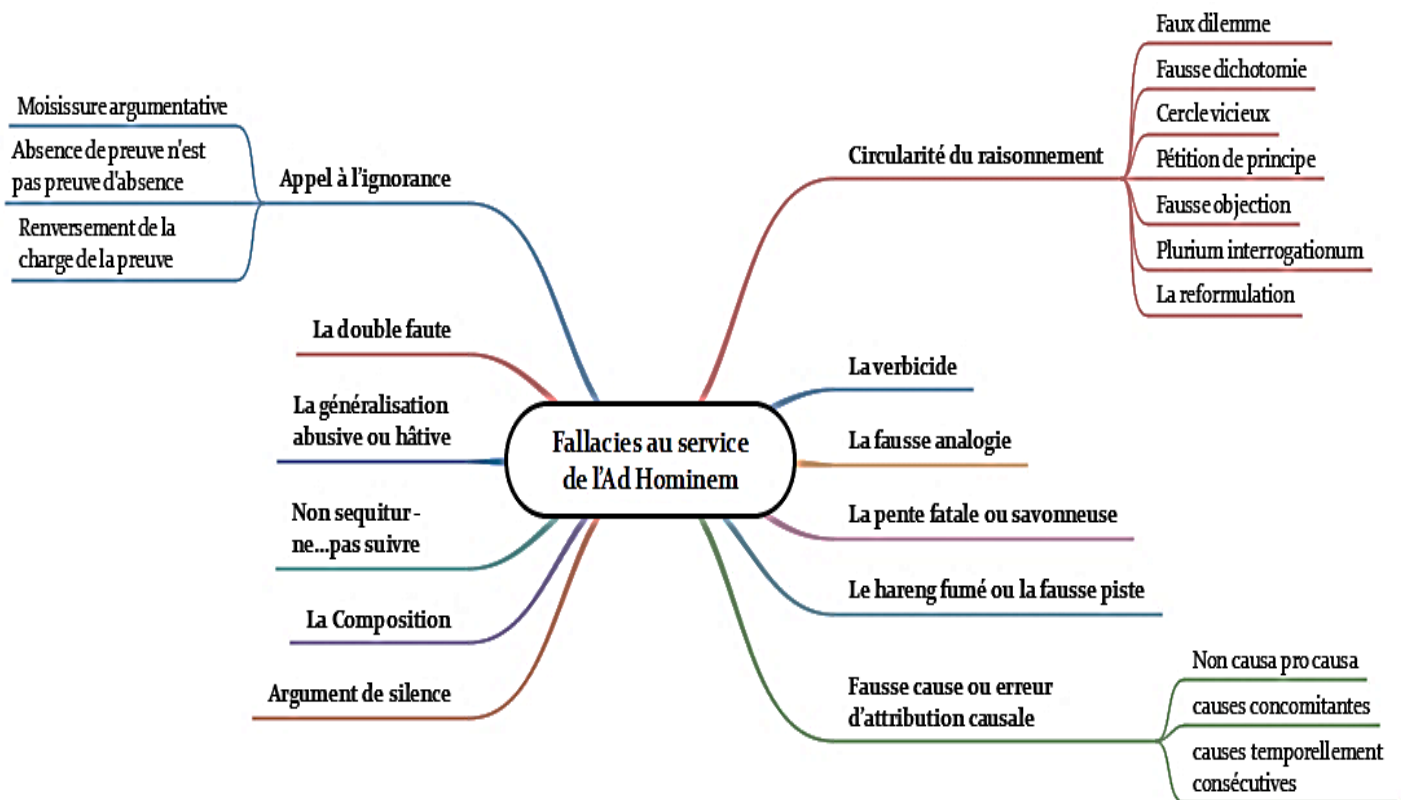 Fallacies au service
de l'Ad Hominem
Circularité du raisonnement
Faux dilemme
Fausse dichotomie
Cercle vicieux
Pétition de principe
Fausse objection
Plurium interrogationum
La reformulation
La verbicide
La fausse analogie
La pente fatale ou savonneuse
Le hareng fumé ou la fausse piste
Fausse cause ou erreur
d'attribution causale
Non causa pro causa
causes concomitantes
causes temporellement
consécutives
Appel à l'ignorance
Moisissure argumentative
Absence de preuve n'est
pas preuve d'absence
Renversement de la
charge de la preuve
La double faute
La généralisation
abusive ou hâtive
Non sequitur -
ne...pas suivre
La Composition
Argument de silence